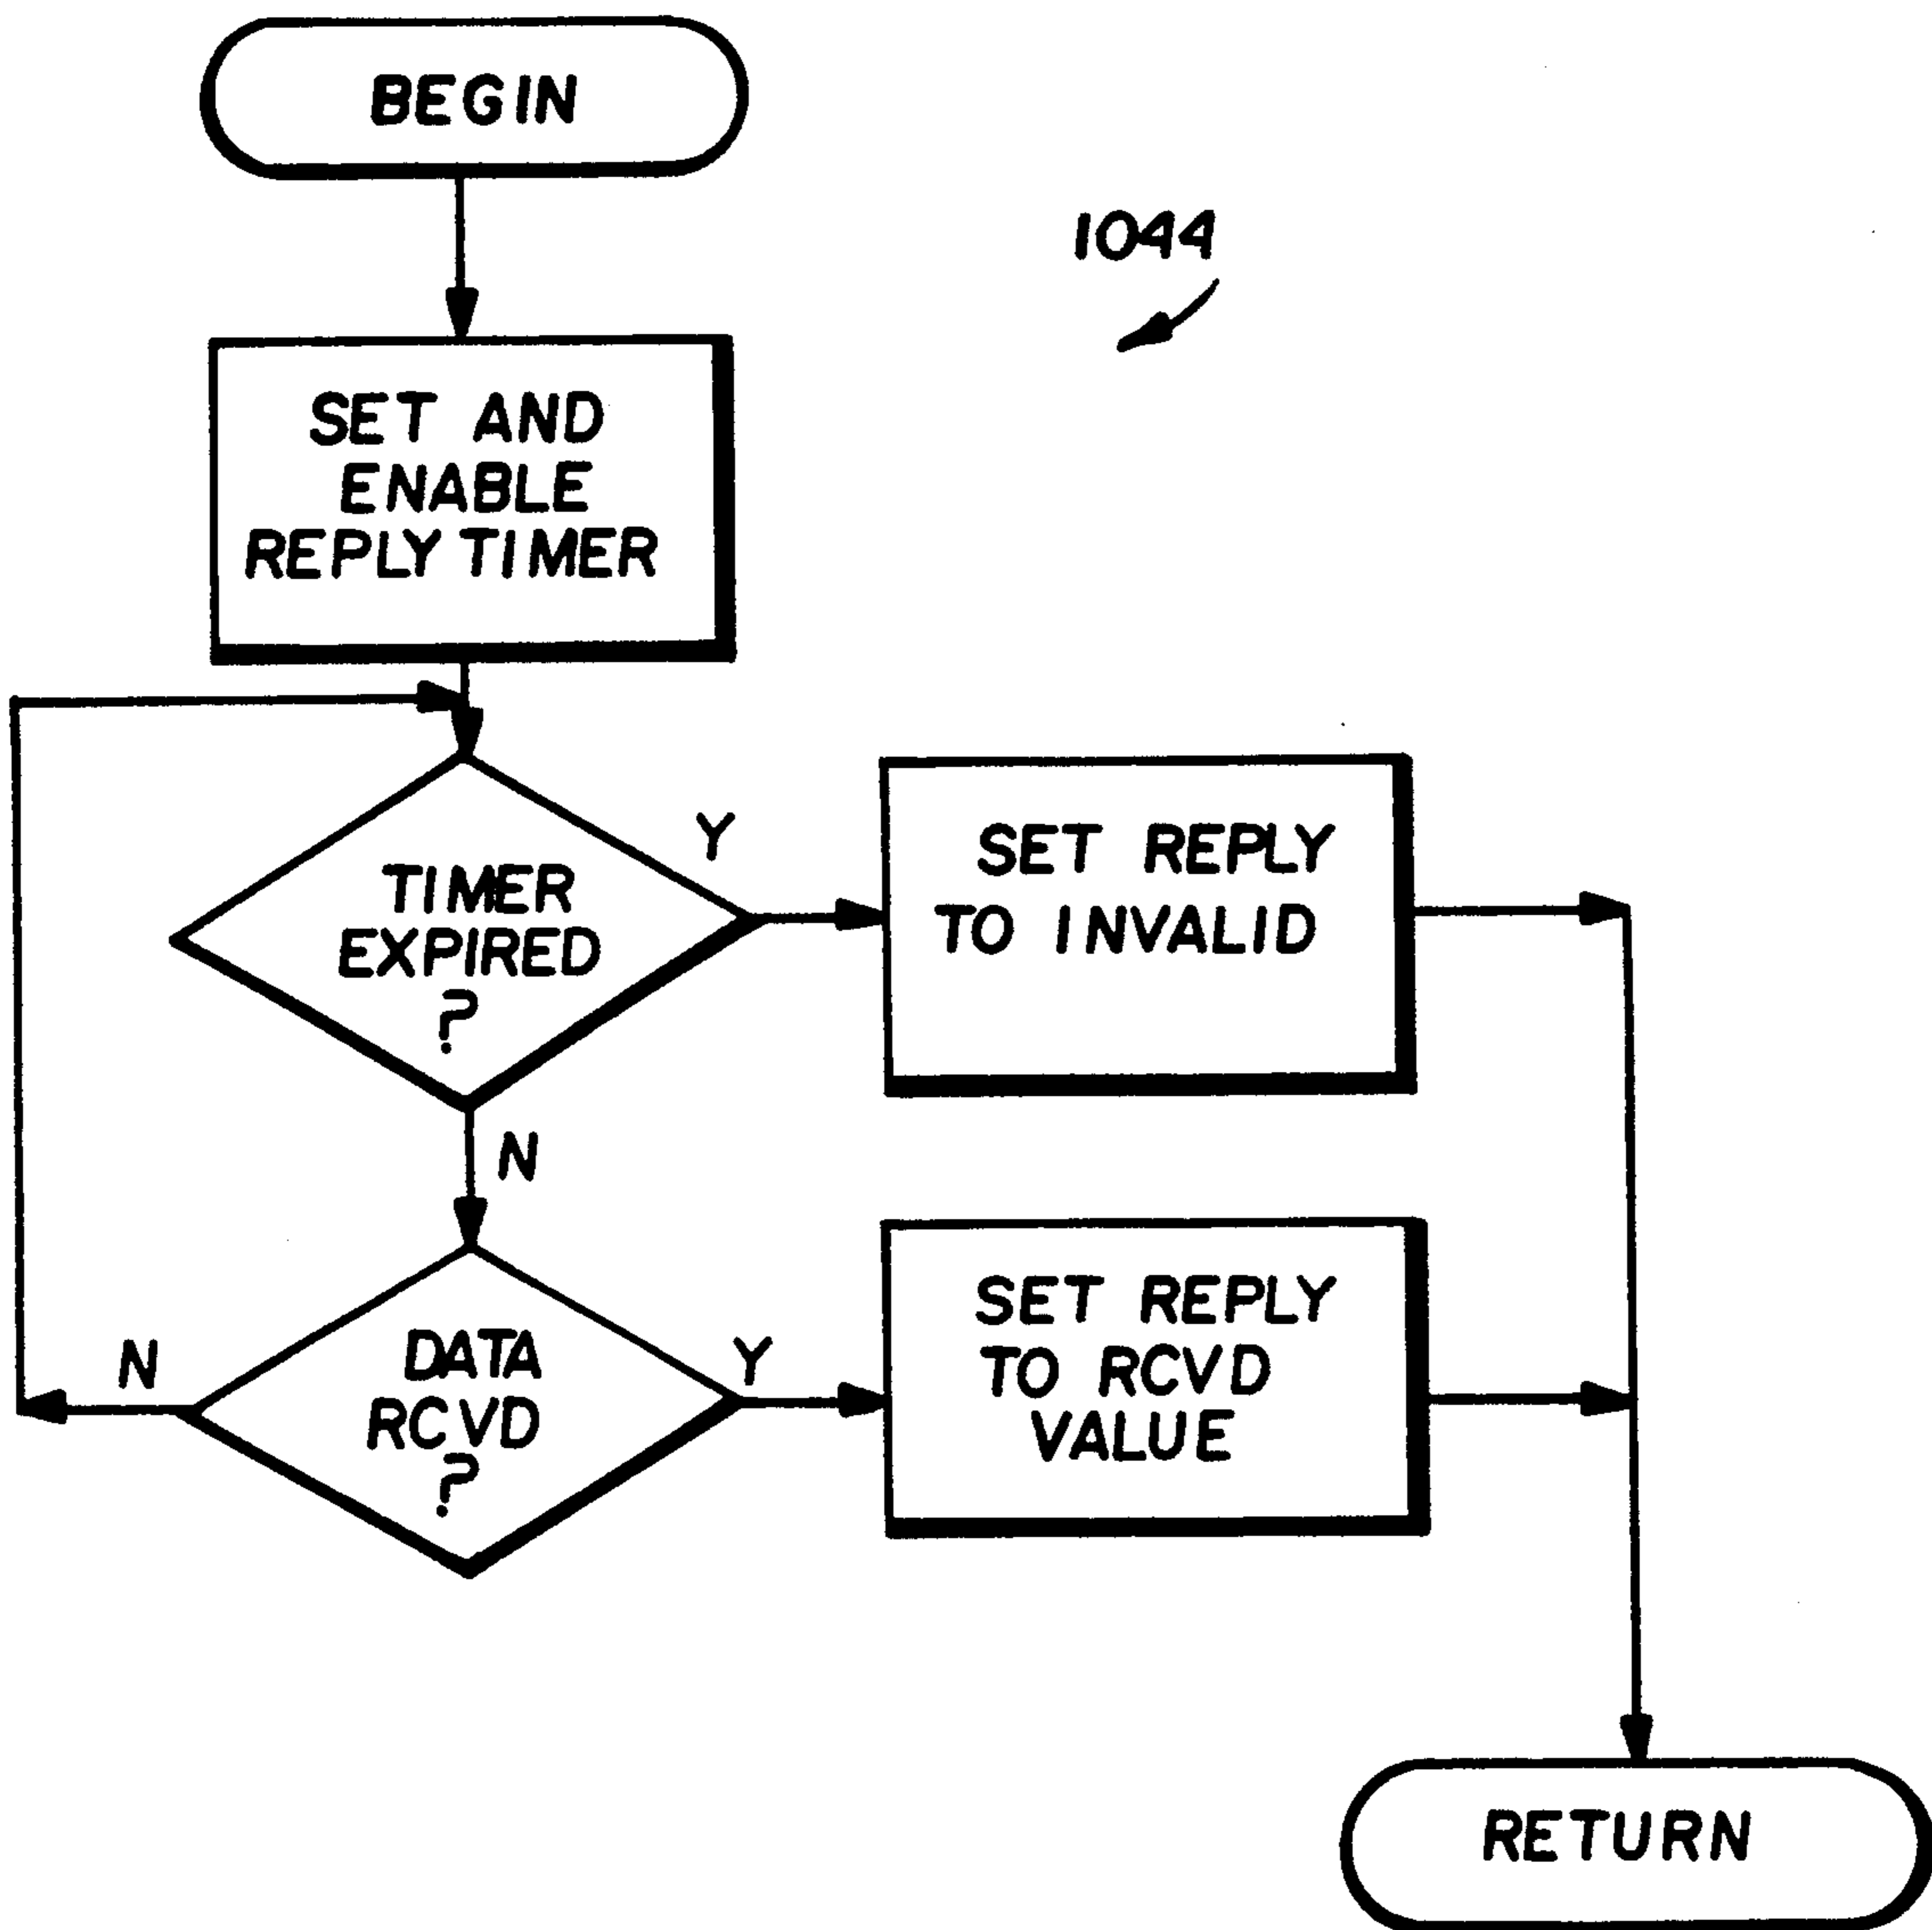 BEGIN
1044
SET AND
ENABLE
REPLY TIMER
TIMER
EXPIRED
?
Y
SET REPLY
TO INVALID
N
DATA
RCVD
?
N
Y
SET REPLY
TO RCVD
VALUE
RETURN